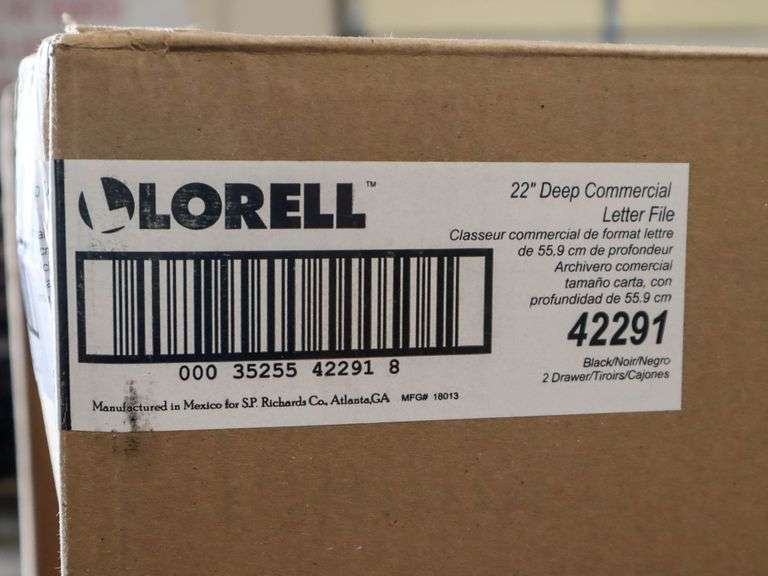 LLORELL™
22" Deep Commercial
Letter File
Classeur commercial de format lettre
de 55.9 cm de profondeur
Archivero comercial
tamaño carta, con
profundidad de 55.9 cm
42291
Black/Noir/Negro
2 Drawer/Tiroirs/Cajones
000 35255 42291 8
Manufactured in Mexico for S.P. Richards Co., Atlanta,GA MFG# 18013